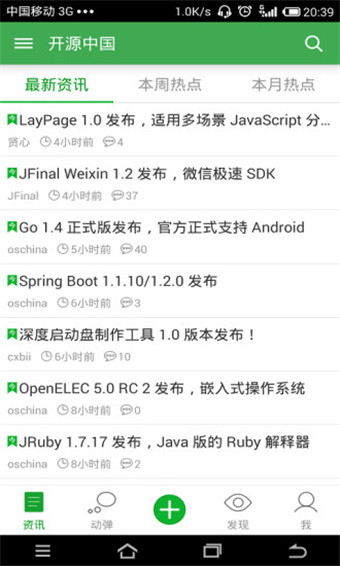 中国移动 3G 1.0K/s 20:39
开源中国
最新资讯 本周热点 本月热点
LayPage 1.0 发布，适用多场景 JavaScript 分...
贤心 4小时前 4
JFinal Weixin 1.2 发布，微信极速 SDK
JFinal 4小时前 37
Go 1.4 正式版发布，官方正式支持 Android
oschina 5小时前 40
Spring Boot 1.1.10/1.2.0 发布
oschina 6小时前 3
深度启动盘制作工具 1.0 版本发布！
cxbii 6小时前 10
OpenELEC 5.0 RC 2 发布，嵌入式操作系统
oschina 8小时前 0
JRuby 1.7.17 发布，Java 版的 Ruby 解释器
oschina 8小时前 8
资讯 动弹 发现 我